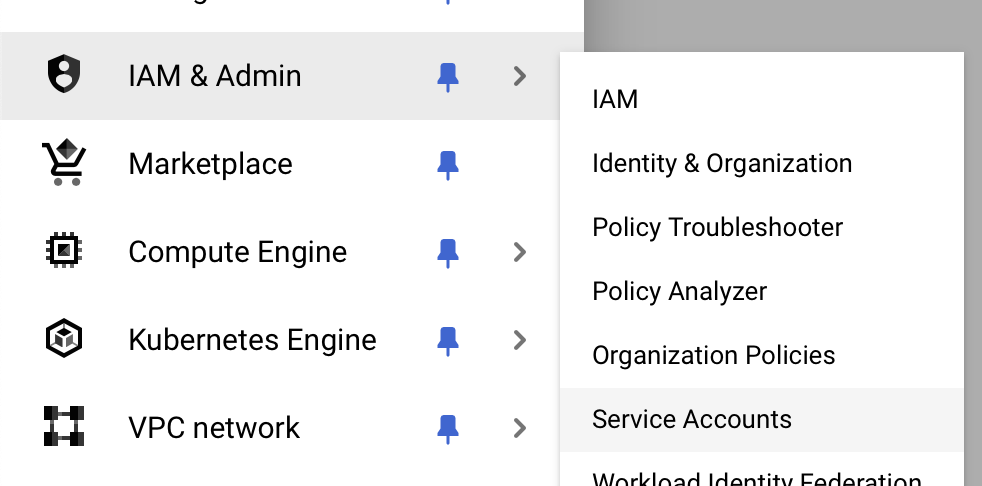 IAM & Admin
Marketplace
Compute Engine
Kubernetes Engine
VPC network
IAM
Identity & Organization
Policy Troubleshooter
Policy Analyzer
Organization Policies
Service Accounts
Workload Identity Federation